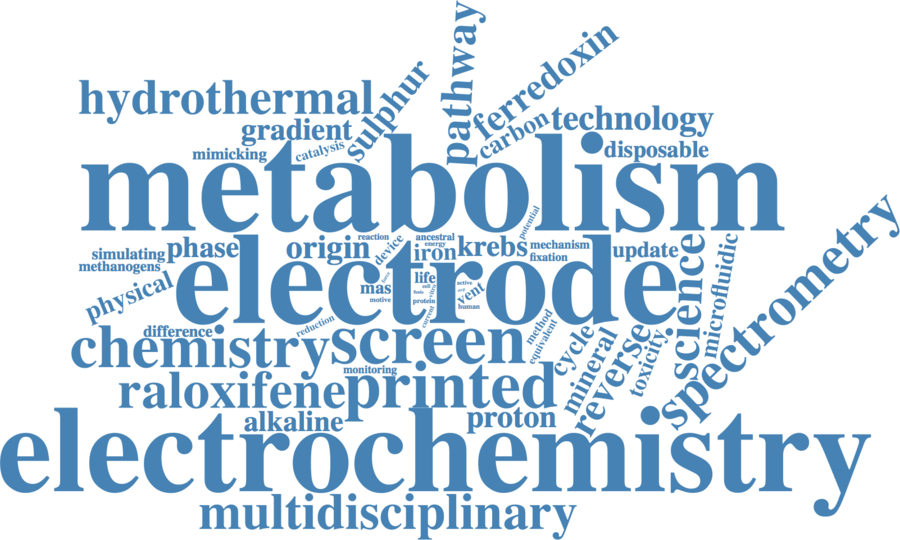 pathway
ferredoxin
sulphur
hydrothermal
gradient
carbon
technology
mimicking
catalysis
disposable
metabolism
potential
reaction
ancestral
energy
device
simulating
methanogens
phase
origin
iron
krebs
mechanism
fixation
update
science
microfluidic
spectrometry
electrode
physical
mas
motive
life
cell
protein
active
vent
human
current
reduction
method
equivalent
difference
chemistry
screen
cycle
mineral
reverse
toxicity
monitoring
raloxifene
printed
alkaline
proton
electrochemistry
multidisciplinary